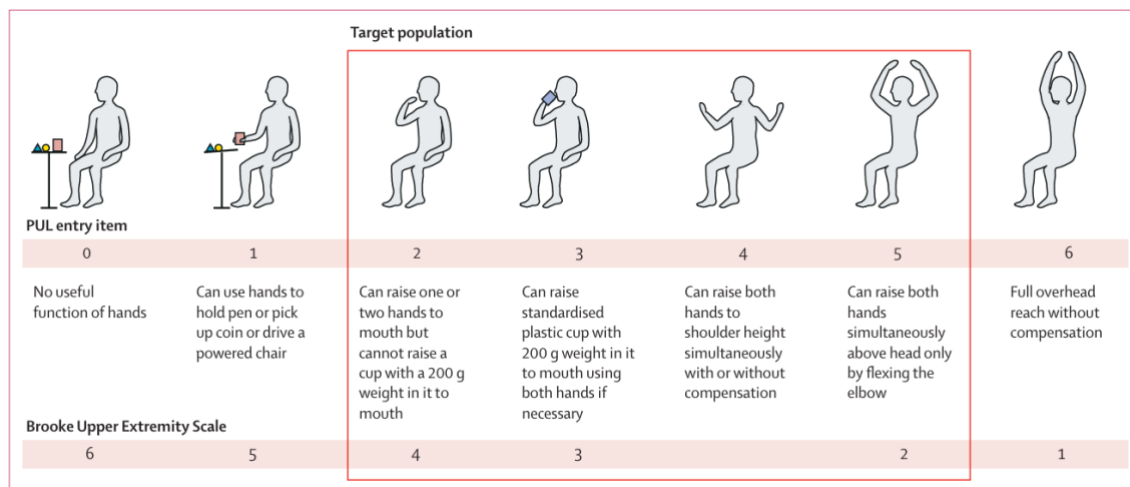 Target population
PUL entry item
0 1 2 3 4 5 6
No useful
function of hands
Can use hands to
hold pen or pick
up coin or drive a
powered chair
Can raise one or
two hands to
mouth but
cannot raise a
cup with a 200 g
weight in it to
mouth
Can raise
standardised
plastic cup with
200 g weight in it
to mouth using
both hands if
necessary
Can raise both
hands to
shoulder height
simultaneously
with or without
compensation
Can raise both
hands
simultaneously
above head only
by flexing the
elbow
Full overhead
reach without
compensation
Brooke Upper Extremity Scale
6 5 4 3 2 1